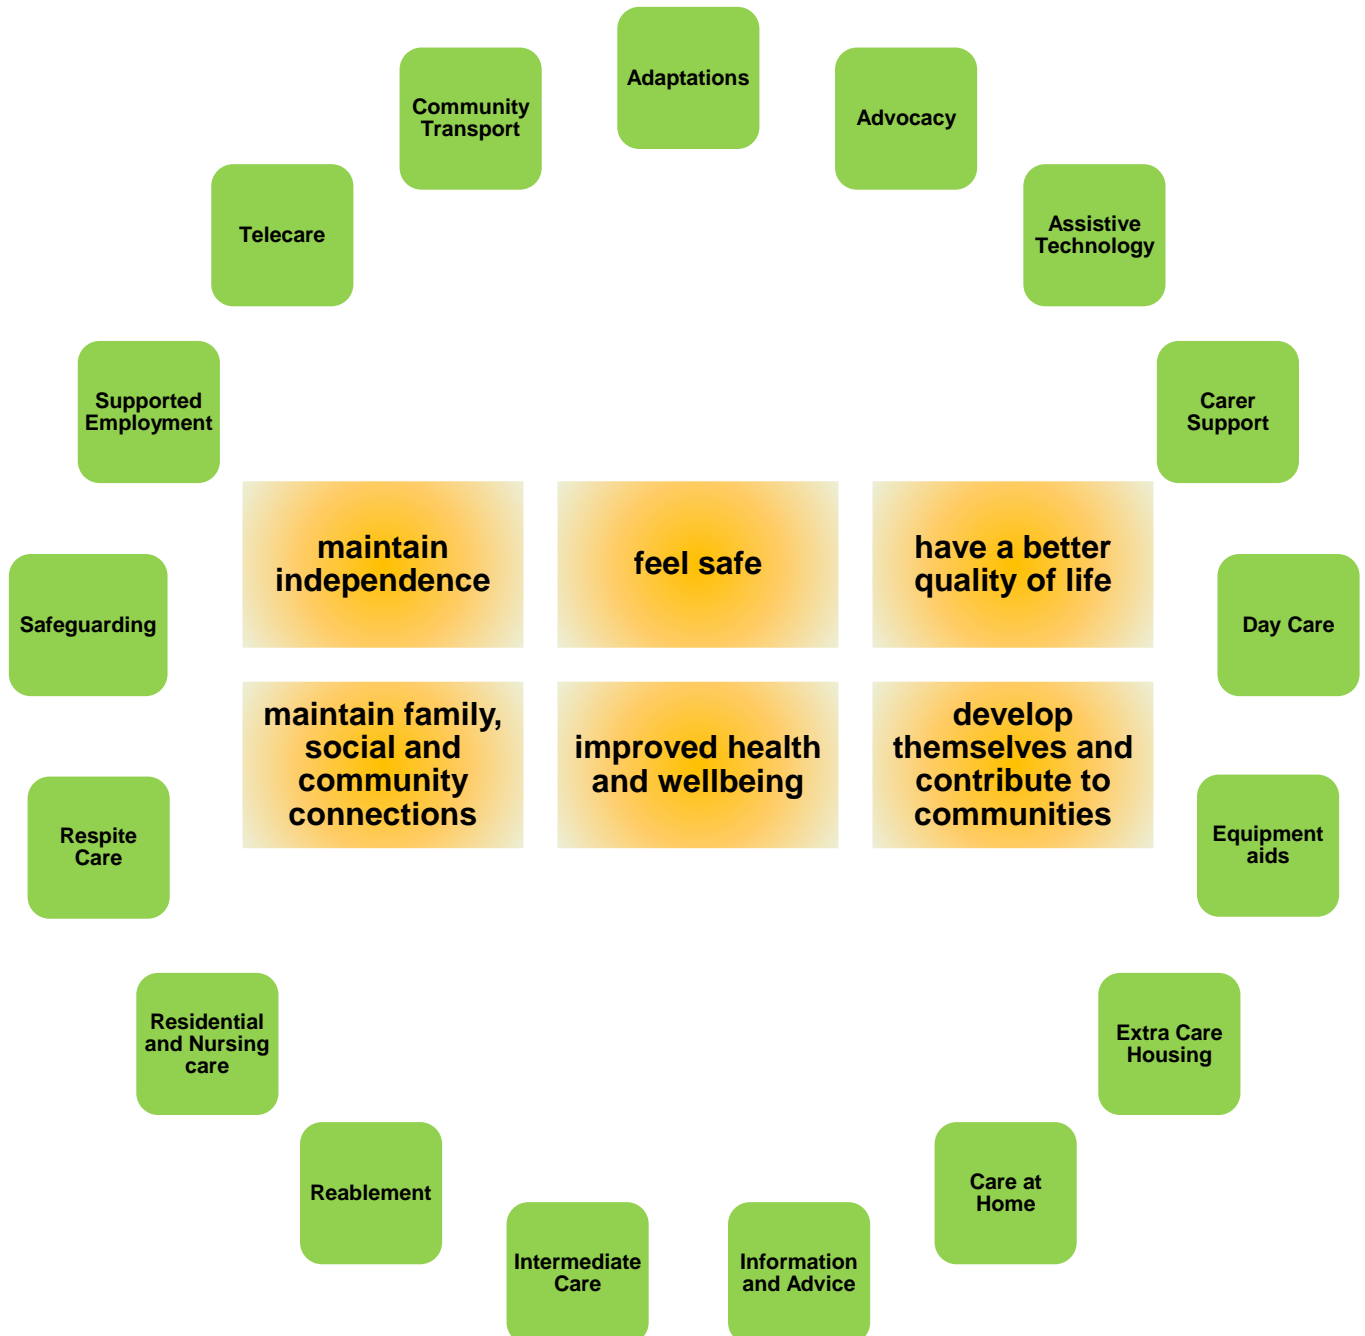 Adaptations
Advocacy
Assistive
Technology
Carer
Support
Day Care
Equipment
aids
Extra Care
Housing
Care at
Home
Information
and Advice
Intermediate
Care
Reablement
Residential
and Nursing
care
Respite
Care
Safeguarding
Supported
Employment
Telecare
Community
Transport
maintain
independence
feel safe
have a better
quality of life
maintain family,
social and
community
connections
improved health
and wellbeing
develop
themselves and
contribute to
communities